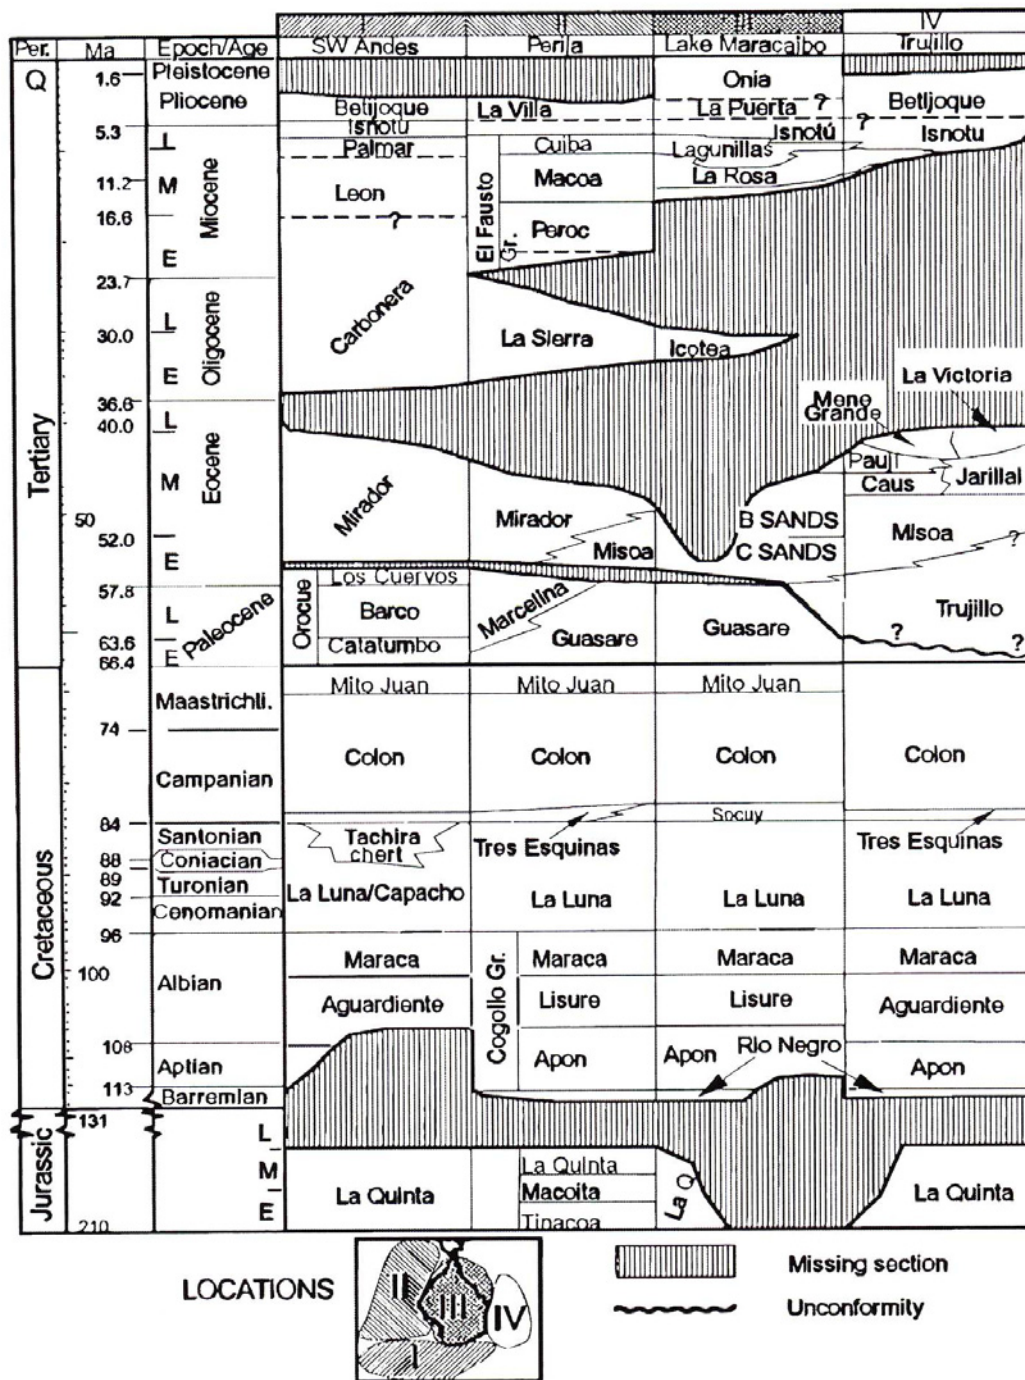 I II III IV
Per. Ma Epoch/Age SW Andes Perija Lake Maracaibo Trujillo
Q 1.6 Pleistocene Onia
Pliocene Betijoque La Villa La Puerta ? Betijoque
5.3 Isnotu Isnotú ? Isnotu
L Palmar Cuiba Lagunillas
11.2 M Miocene Leon El Fausto Gr. Macoa La Rosa
16.6 ? Peroc
E
23.7
Tertiary Carbonera
30.0 L Oligocene La Sierra Icotea
E La Victoria
36.6 Mene Grande
40.0 L Eocene Pauji
M Mirador Caus Jarillal
50 Mirador B SANDS Misoa ?
52.0 E Misoa C SANDS
57.8 Los Cuervos
L Paleocene Orocue Barco Marcelina Trujillo
63.6 Catatumbo Guasare Guasare ? ?
66.4 E
Mito Juan Mito Juan Mito Juan
Maastrichti.
74
Colon Colon Colon Colon
Campanian
84 Socuy
Santonian Tachira chert Tres Esquinas Tres Esquinas
88 Coniacian
89 Turonian La Luna/Capacho La Luna La Luna La Luna
92 Cenomanian
96
Cretaceous Maraca Cogollo Gr. Maraca Maraca Maraca
100 Albian Aguardiente Lisure Lisure Aguardiente
108 Rio Negro
Aptian Apon Apon Apon
113 Barremian
131
Jurassic L
M La Quinta La Quinta La Q La Quinta
Macoita
E Tinacoa
210
LOCATIONS II III IV I
Missing section
Unconformity